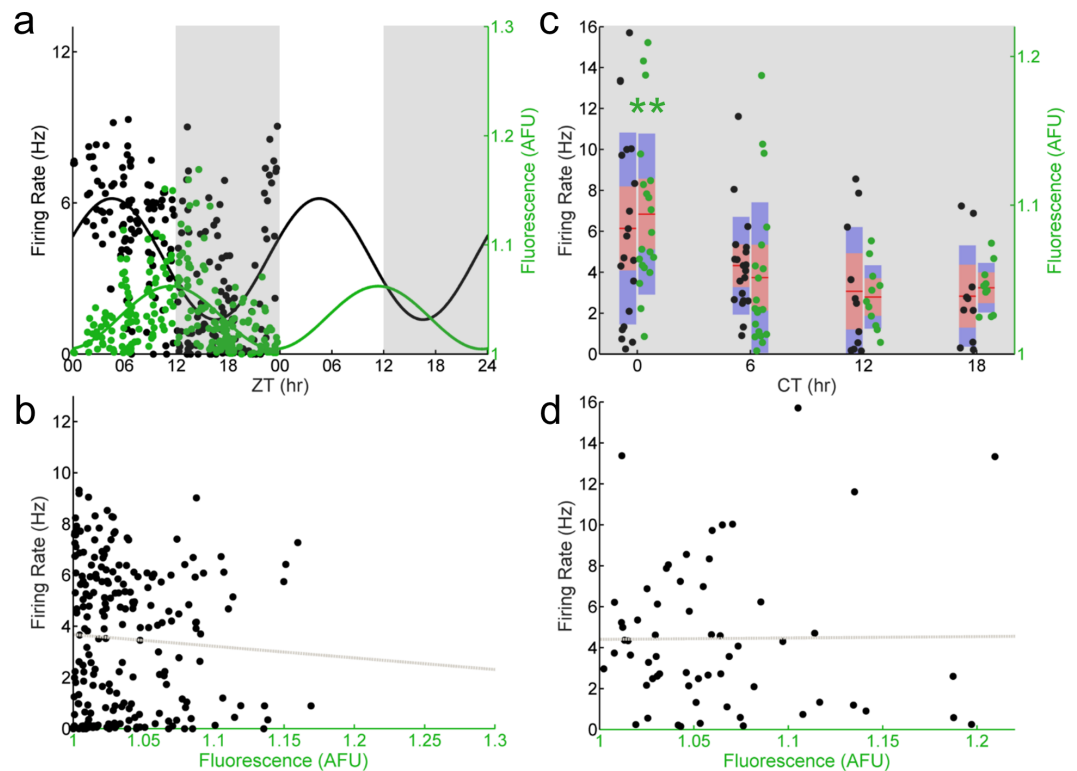 a
Firing Rate (Hz)
12
6
0
1.3
1.2
1.1
1
Fluorescence (AFU)
00 06 12 18 00 06 12 18 24
ZT (hr)
c
Firing Rate (Hz)
16
14
12
10
8
6
4
2
0
**
1.2
1.1
1
Fluorescence (AFU)
0 6 12 18
CT (hr)
b
Firing Rate (Hz)
12
10
8
6
4
2
0
1 1.05 1.1 1.15 1.2 1.3
Fluorescence (AFU)
d
Firing Rate (Hz)
16
14
12
10
8
6
4
2
0
1 1.05 1.1 1.15 1.2
Fluorescence (AFU)